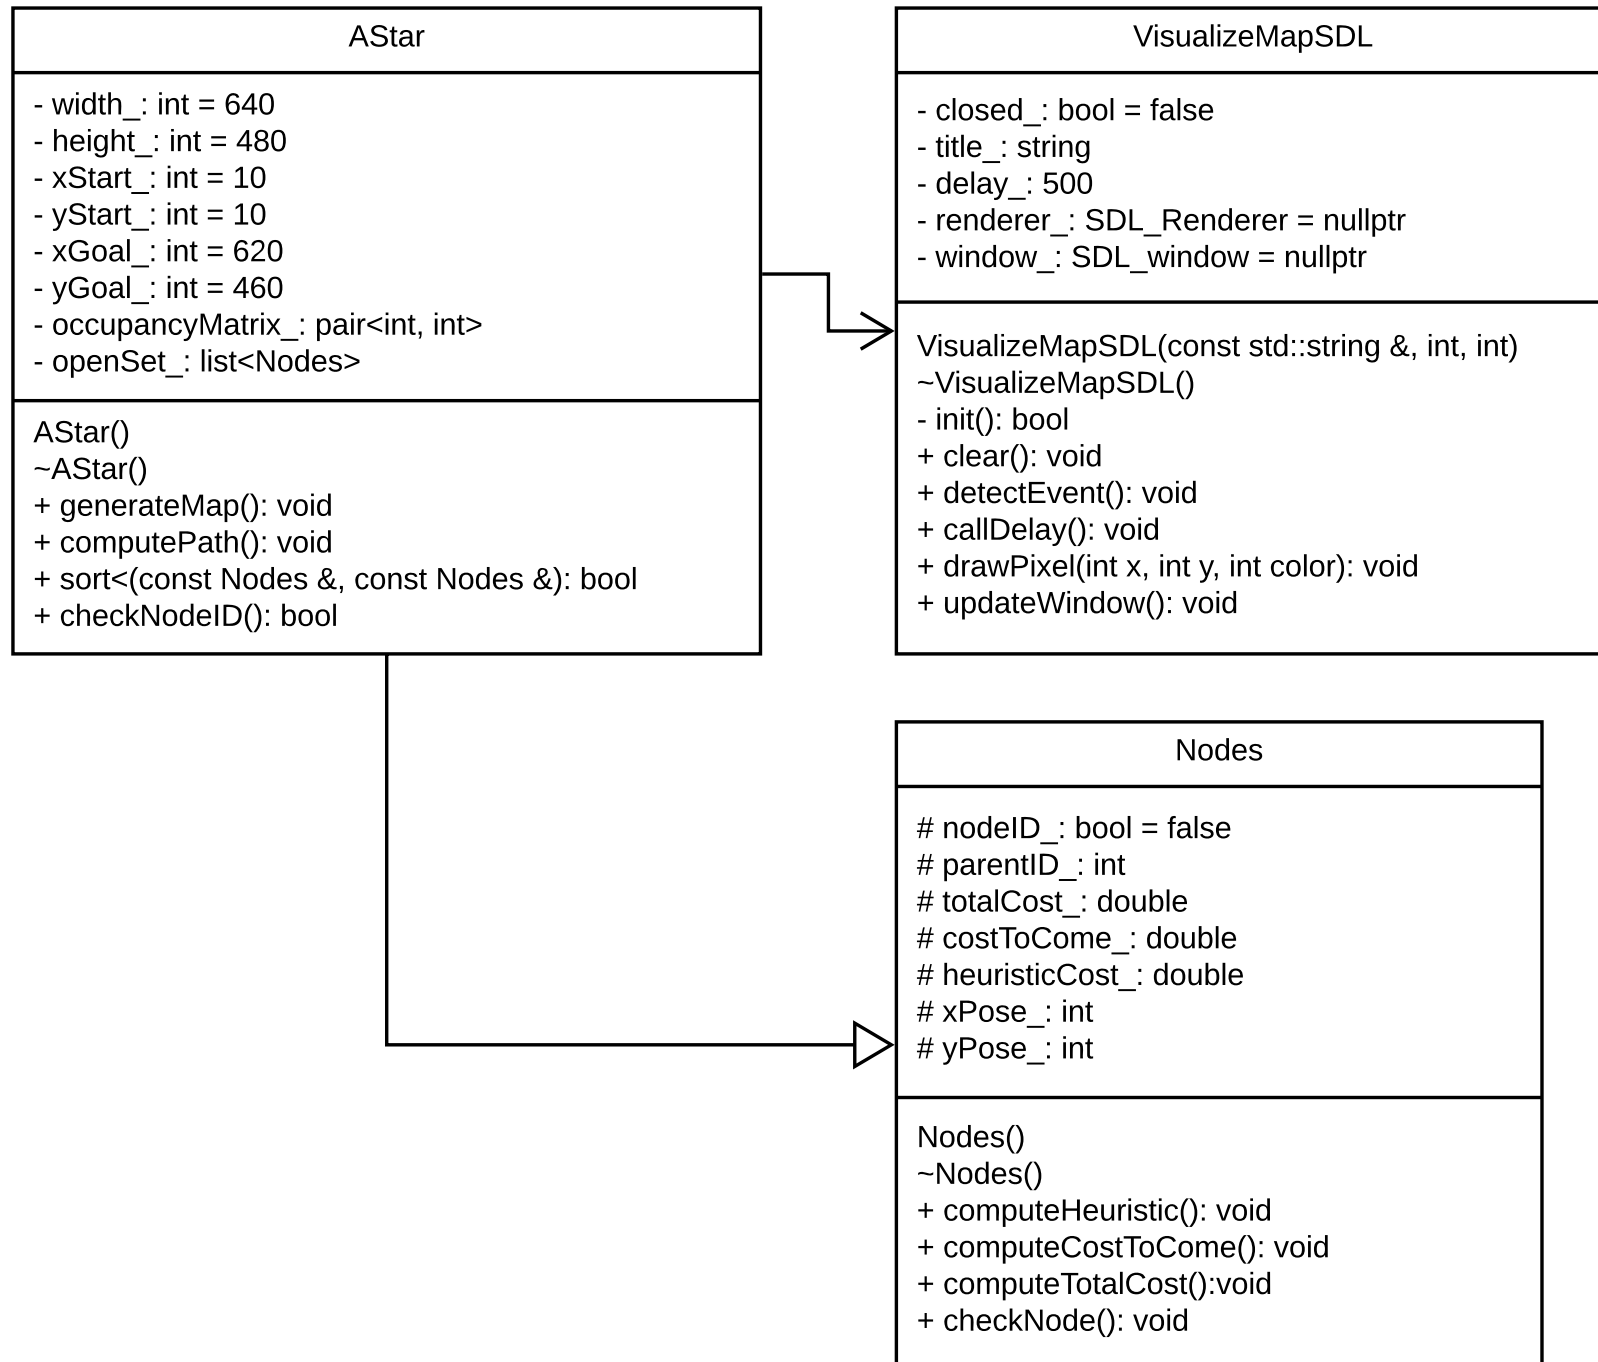 AStar
- width_: int = 640
- height_: int = 480
- xStart_: int = 10
- yStart_: int = 10
- xGoal_: int = 620
- yGoal_: int = 460
- occupancyMatrix_: pair<int, int>
- openSet_: list<Nodes>
AStar()
~AStar()
+ generateMap(): void
+ computePath(): void
+ sort<(const Nodes &, const Nodes &): bool
+ checkNodeID(): bool
VisualizeMapSDL
- closed_: bool = false
- title_: string
- delay_: 500
- renderer_: SDL_Renderer = nullptr
- window_: SDL_window = nullptr
VisualizeMapSDL(const std::string &, int, int)
~VisualizeMapSDL()
- init(): bool
+ clear(): void
+ detectEvent(): void
+ callDelay(): void
+ drawPixel(int x, int y, int color): void
+ updateWindow(): void
Nodes
# nodeID_: bool = false
# parentID_: int
# totalCost_: double
# costToCome_: double
# heuristicCost_: double
# xPose_: int
# yPose_: int
Nodes()
~Nodes()
+ computeHeuristic(): void
+ computeCostToCome(): void
+ computeTotalCost():void
+ checkNode(): void